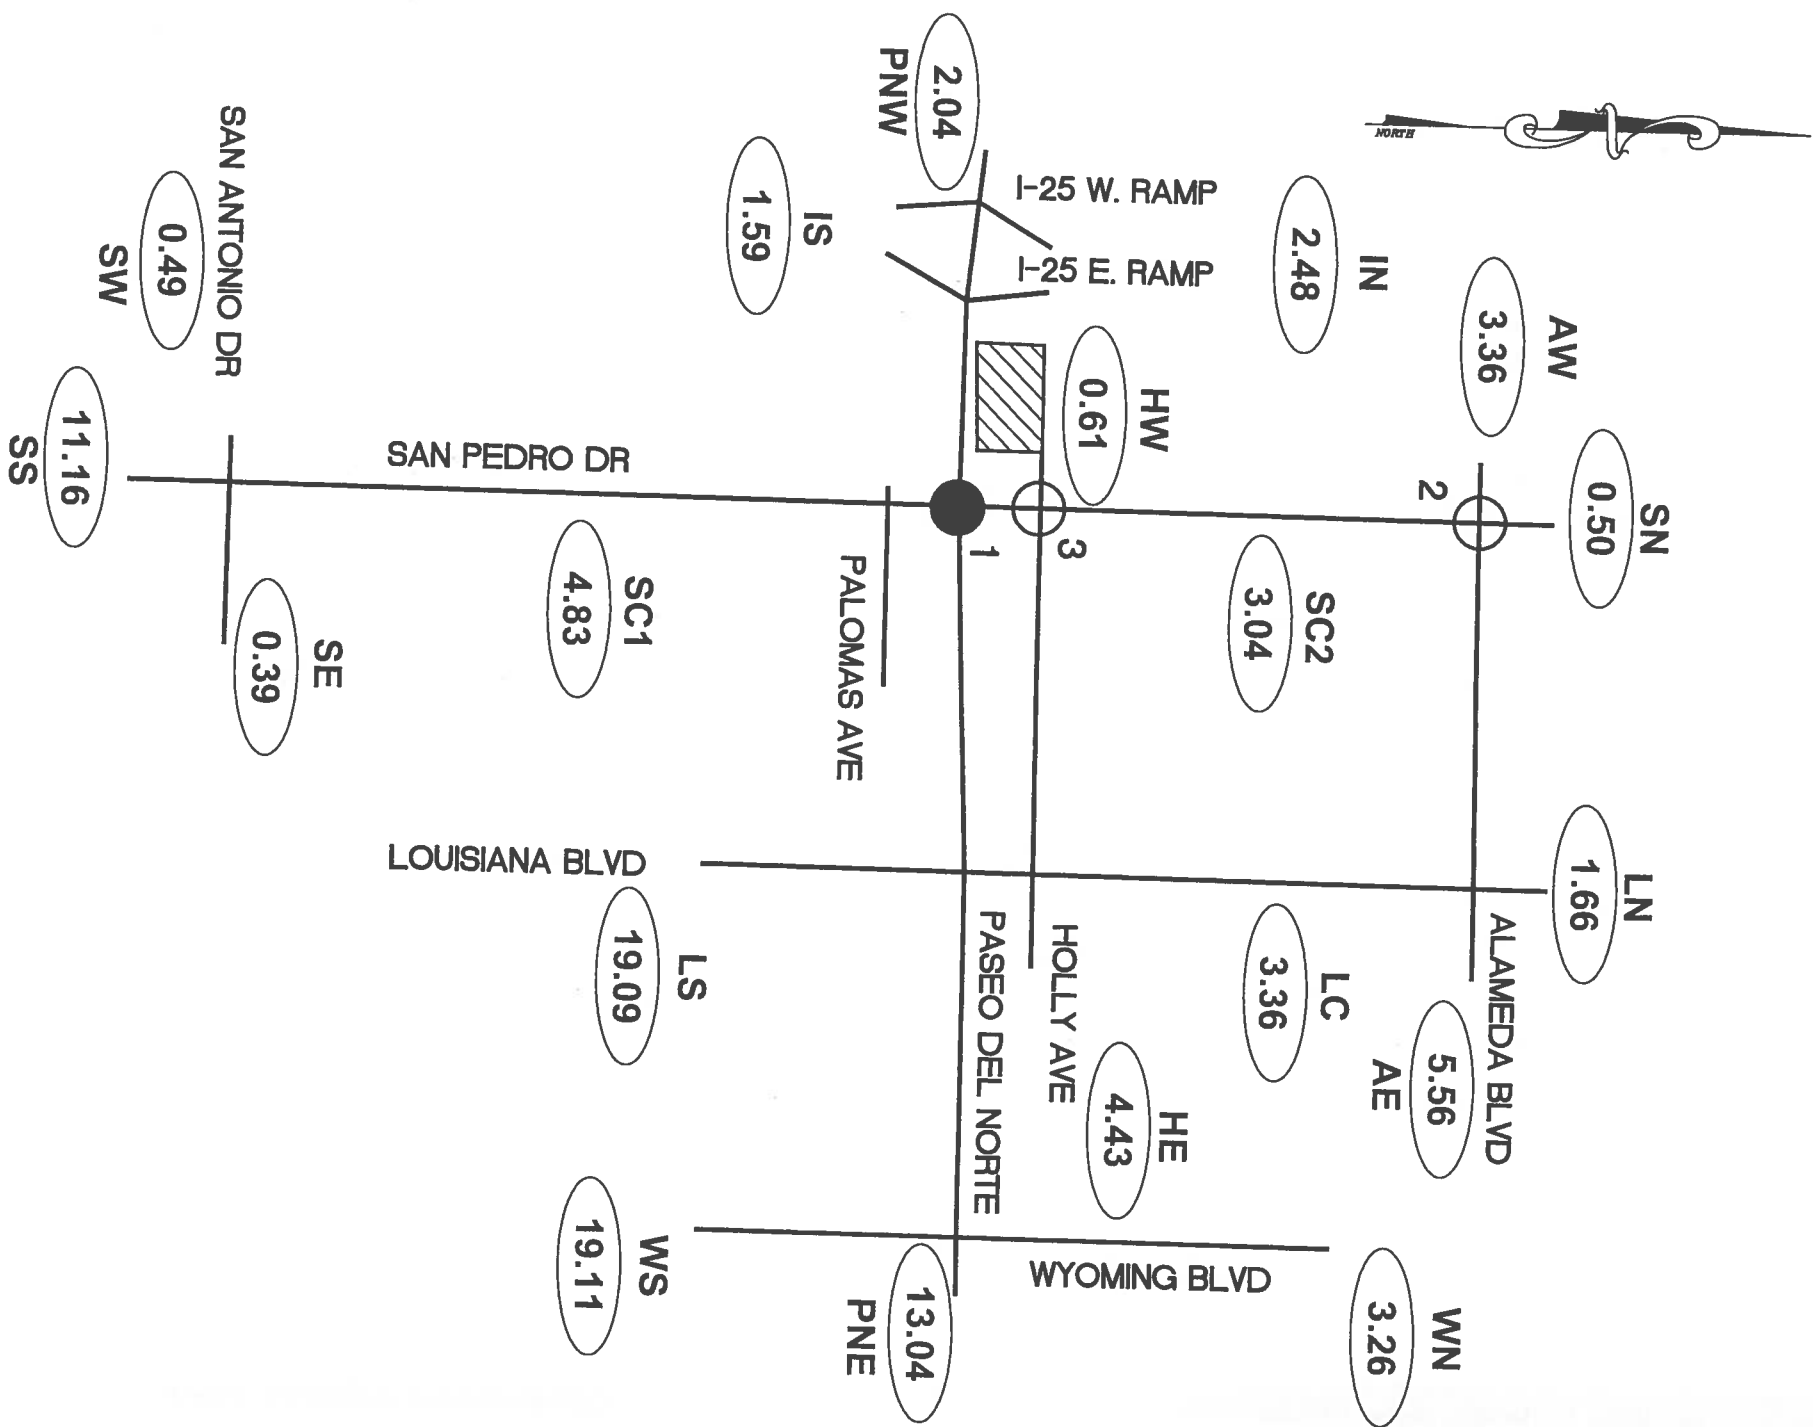 NORTH
SN
0.50
LN
1.66
AW
3.36
2
ALAMEDA BLVD
5.56
AE
IN
2.48
SC2
3.04
LC
3.36
WN
3.26
I-25 W. RAMP
I-25 E. RAMP
HW
0.61
3
HOLLY AVE
HE
4.43
WYOMING BLVD
2.04
PNW
1
PASEO DEL NORTE
13.04
PNE
IS
1.59
PALOMAS AVE
SAN PEDRO DR
LOUISIANA BLVD
SC1
4.83
LS
19.09
WS
19.11
SAN ANTONIO DR
0.49
SW
SE
0.39
11.16
SS